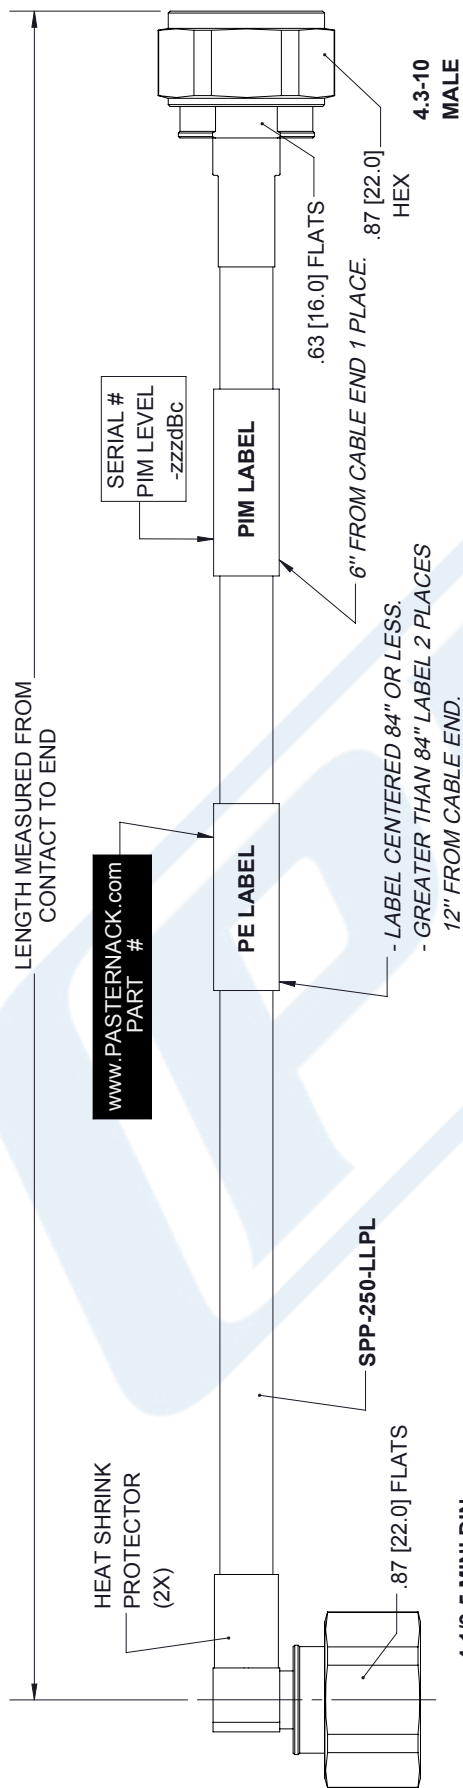 LENGTH MEASURED FROM
CONTACT TO END
HEAT SHRINK
PROTECTOR
(2X)
www.PASTERNACK.com
PART #
SERIAL #
PIM LEVEL
-zzzdBc
PE LABEL
PIM LABEL
.87 [22.0] FLATS
SPP-250-LLPL
- LABEL CENTERED 84" OR LESS.
- GREATER THAN 84" LABEL 2 PLACES
12" FROM CABLE END.
6" FROM CABLE END 1 PLACE.
.63 [16.0] FLATS
.87 [22.0]
HEX
4.3-10
MALE